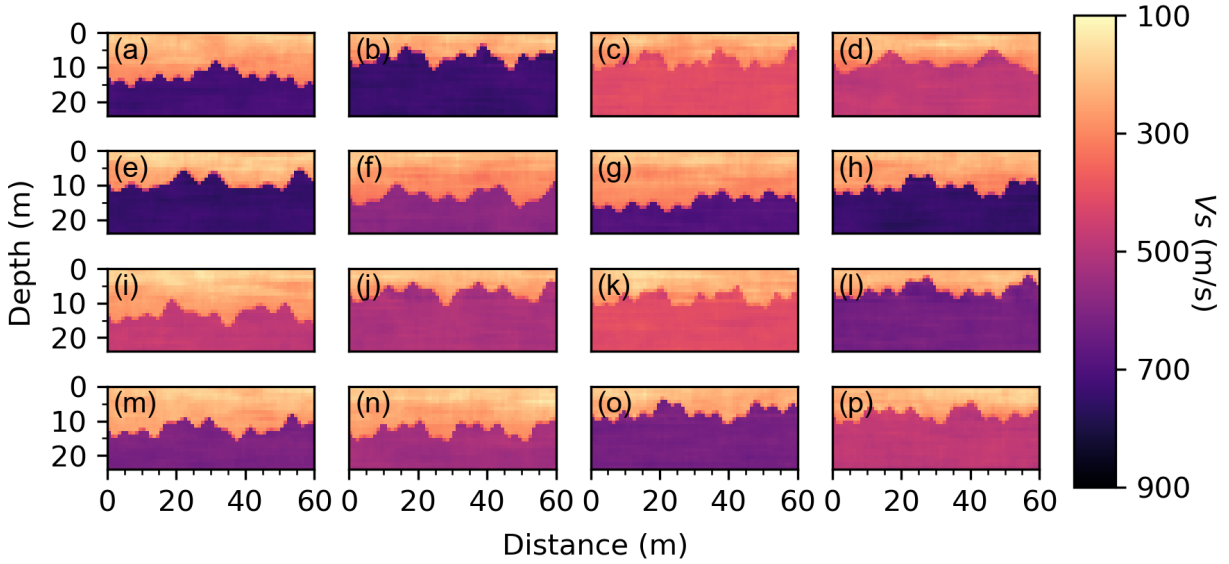 0 10 20 (a) (b) (c) (d) 100
0 10 20 (e) (f) (g) (h) 300
0 10 20 (i) (j) (k) (l) 500
0 10 20 (m) (n) (o) (p) 700
900
0 20 40 60 0 20 40 60 0 20 40 60 0 20 40 60
Distance (m)
Depth (m)
Vs (m/s)